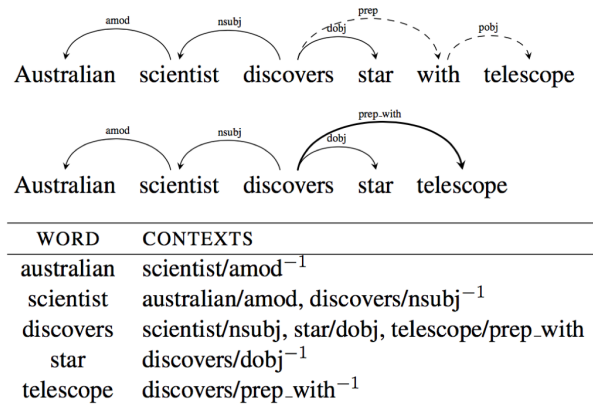 prep
amod nsubj dobj pobj
Australian scientist discovers star with telescope
prep_with
amod nsubj dobj
Australian scientist discovers star telescope
WORD CONTEXTS
australian scientist/amod⁻¹
scientist australian/amod, discovers/nsubj⁻¹
discovers scientist/nsubj, star/dobj, telescope/prep_with
star discovers/dobj⁻¹
telescope discovers/prep_with⁻¹